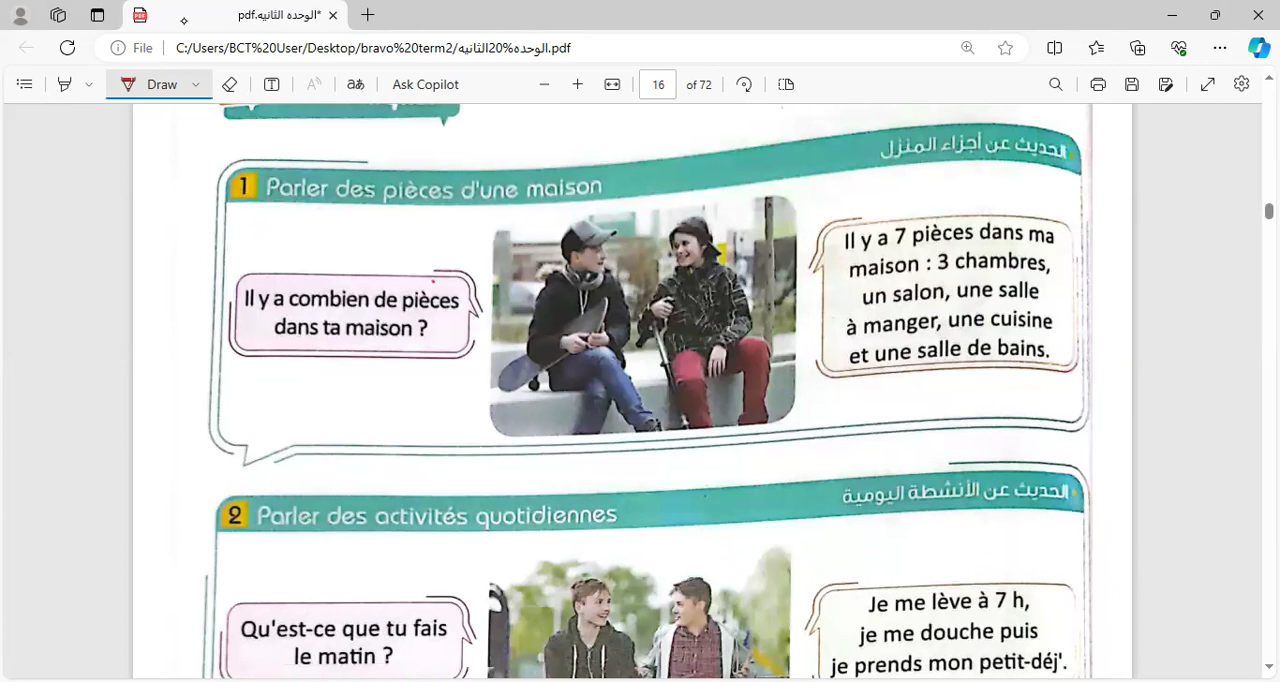 *الوحده الثانيه.pdf
File
C:/Users/BCT%20User/Desktop/bravo%20term2/الوحده%20الثانيه.pdf
Draw
Ask Copilot
16
of 72
الحديث عن أجزاء المنزل
1 Parler des pièces d'une maison
Il y a combien de pièces
dans ta maison ?
Il y a 7 pièces dans ma
maison : 3 chambres,
un salon, une salle
à manger, une cuisine
et une salle de bains.
الحديث عن الأنشطة اليومية
2 Parler des activités quotidiennes
Qu'est-ce que tu fais
le matin ?
Je me lève à 7 h,
je me douche puis
je prends mon petit-déj'.